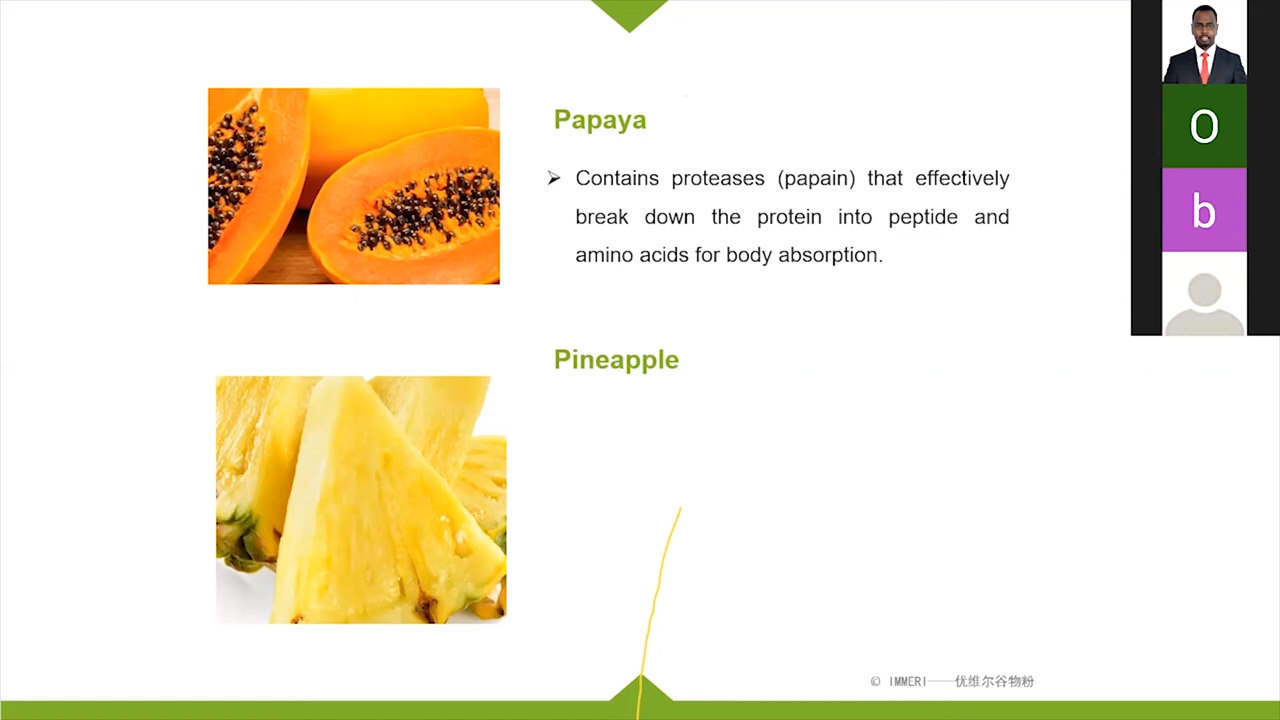 Papaya
➢ Contains proteases (papain) that effectively
break down the protein into peptide and
amino acids for body absorption.
Pineapple
© IMMERI——优维尔谷物粉
O
b